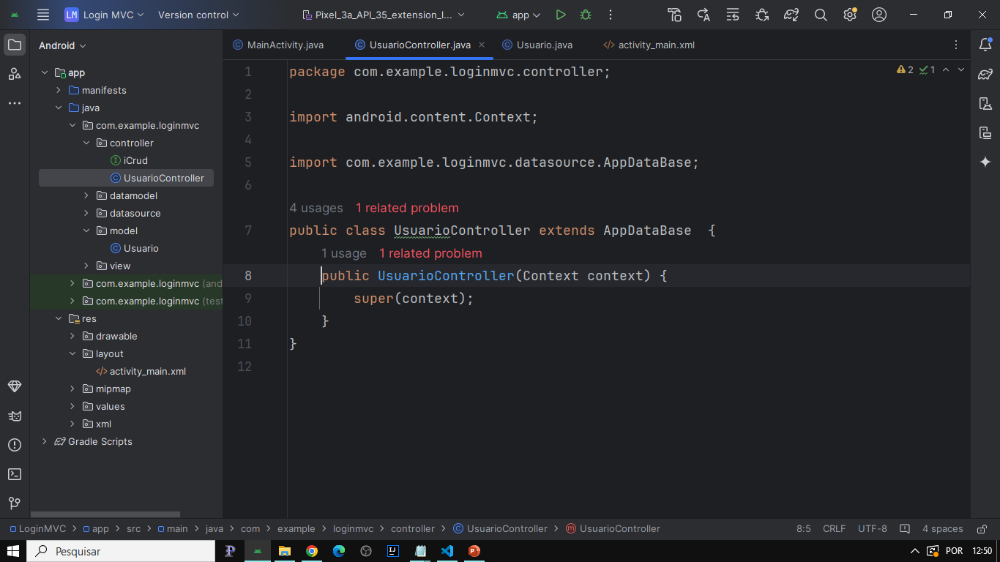 LM Login MVC Version control Pixel_3a_API_35_extension_l... app
Android
MainActivity.java UsuarioController.java Usuario.java </> activity_main.xml
app
manifests
java
com.example.loginmvc
controller
iCrud
UsuarioController
datamodel
datasource
model
Usuario
view
com.example.loginmvc (and
com.example.loginmvc (test
res
drawable
layout
</> activity_main.xml
mipmap
values
xml
Gradle Scripts
2 1
1 package com.example.loginmvc.controller;
2
3 import android.content.Context;
4
5 import com.example.loginmvc.datasource.AppDataBase;
6
4 usages 1 related problem
7 public class UsuarioController extends AppDataBase {
1 usage 1 related problem
8 public UsuarioController(Context context) {
9 super(context);
10 }
11 }
12
LoginMVC > app > src > main > java > com > example > loginmvc > controller > UsuarioController > UsuarioController
8:5 CRLF UTF-8 4 spaces
Pesquisar
POR 12:50